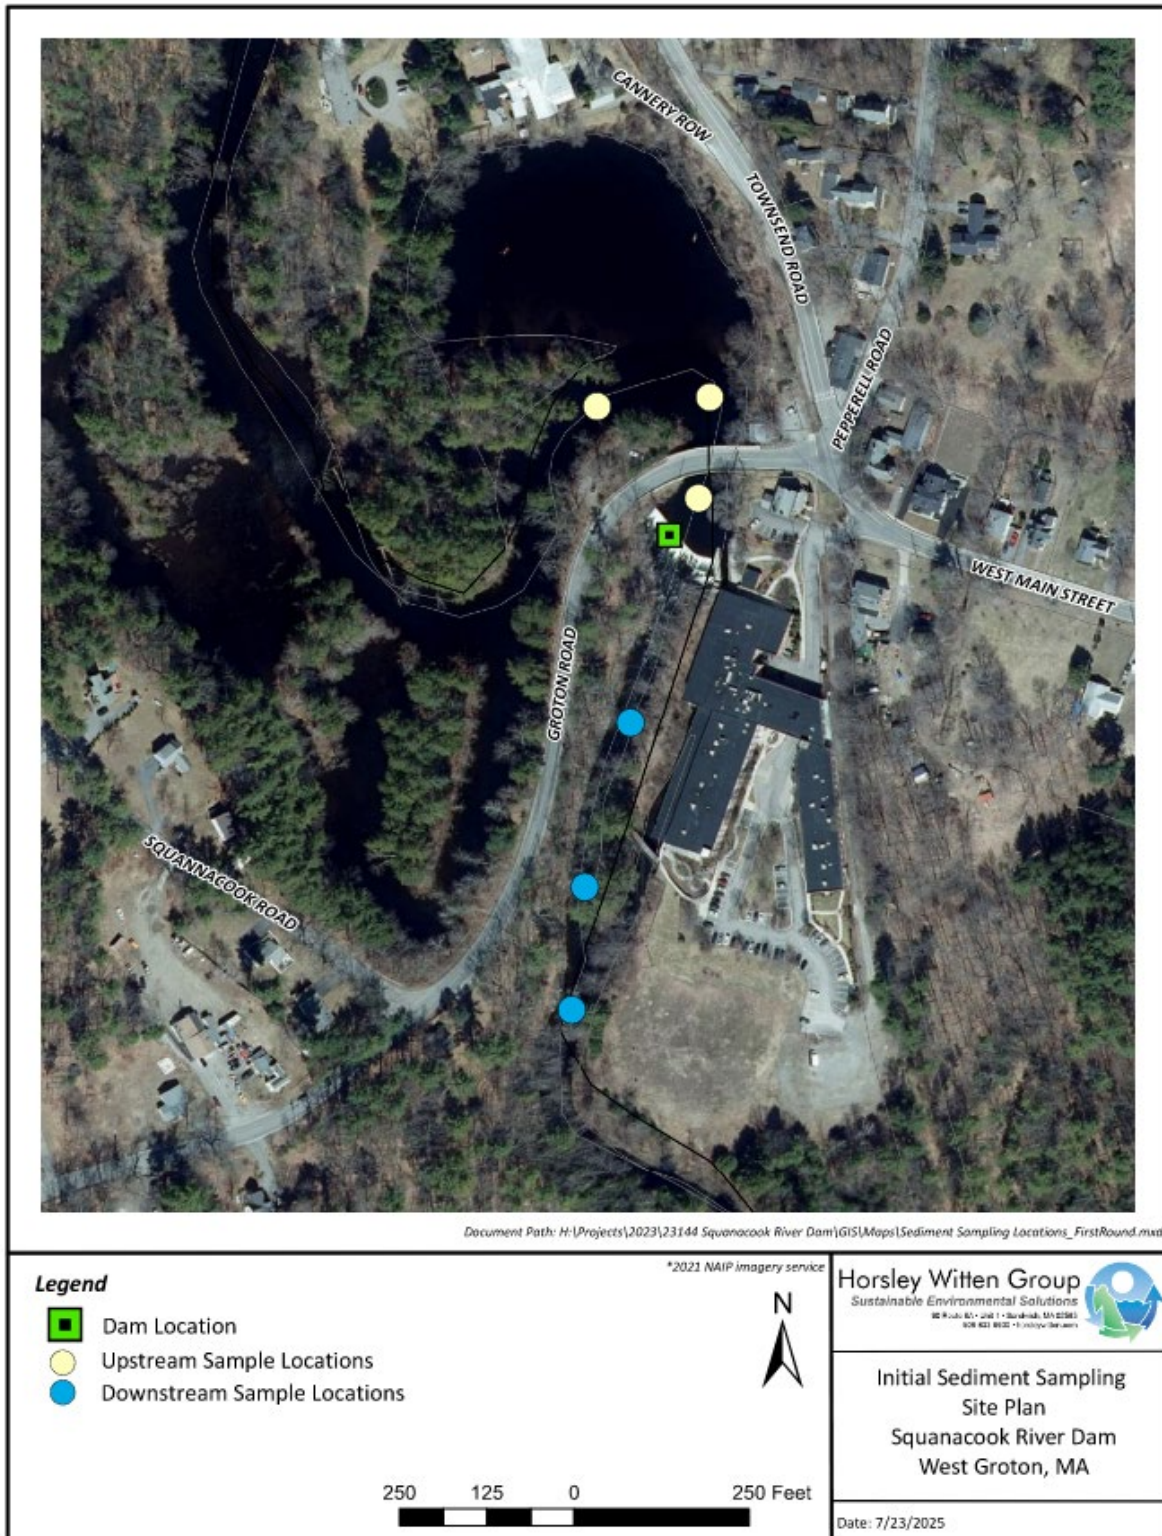 CANNERY ROW
TOWNSEND ROAD
PEPPERELL ROAD
WEST MAIN STREET
GROTON ROAD
SQUANNACOOK ROAD
Document Path: H:\Projects\2023\23144 Squanacook River Dam\GIS\Maps\Sediment Sampling Locations_FirstRound.mxd
*2021 NAIP imagery service
Legend
Dam Location
Upstream Sample Locations
Downstream Sample Locations
N
250 125 0 250 Feet
Horsley Witten Group
Sustainable Environmental Solutions
Initial Sediment Sampling
Site Plan
Squanacook River Dam
West Groton, MA
Date: 7/23/2025